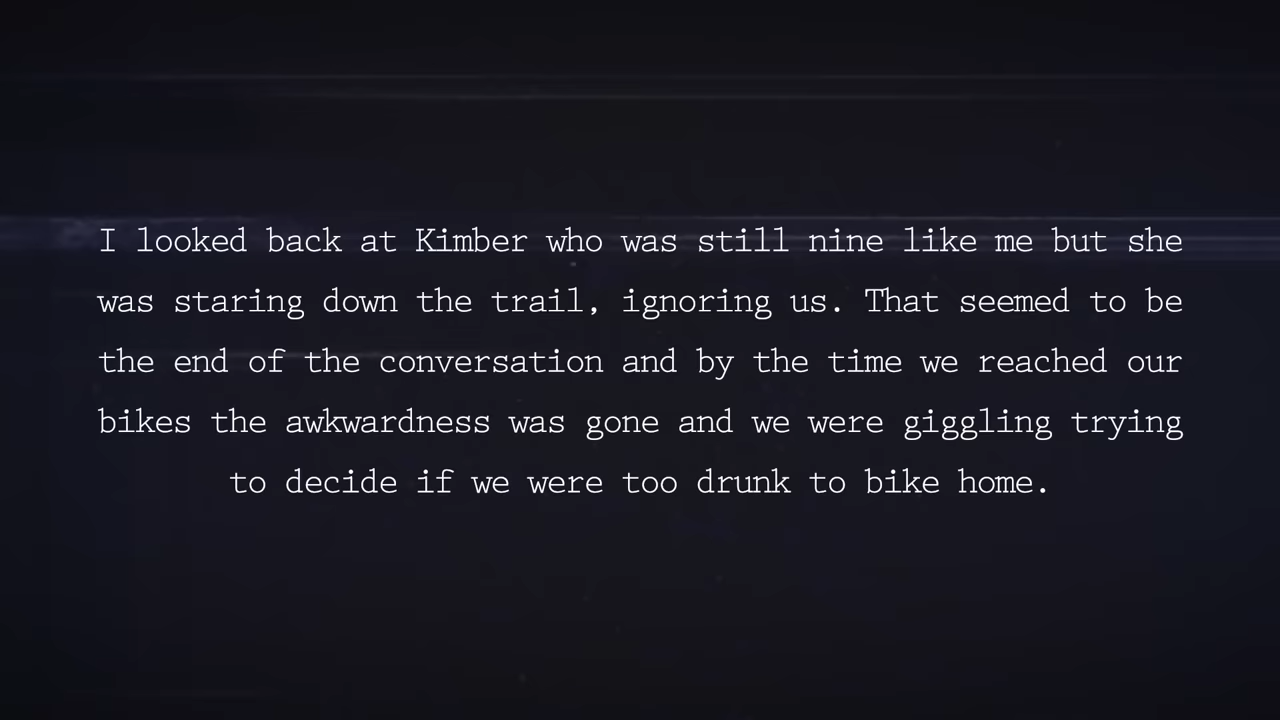 I looked back at Kimber who was still nine like me but she
was staring down the trail, ignoring us. That seemed to be
the end of the conversation and by the time we reached our
bikes the awkwardness was gone and we were giggling trying
to decide if we were too drunk to bike home.